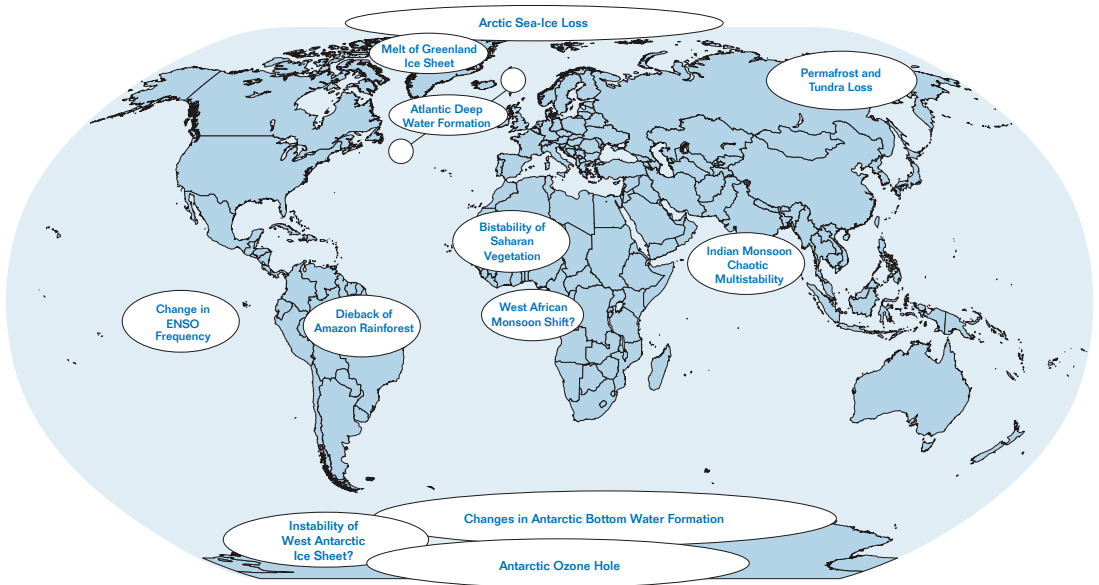 Arctic Sea-Ice Loss
Melt of Greenland
Ice Sheet
Permafrost and
Tundra Loss
Atlantic Deep
Water Formation
Bistability of
Saharan
Vegetation
Indian Monsoon
Chaotic
Multistability
Change in
ENSO
Frequency
Dieback of
Amazon Rainforest
West African
Monsoon Shift?
Changes in Antarctic Bottom Water Formation
Instability of
West Antarctic
Ice Sheet?
Antarctic Ozone Hole